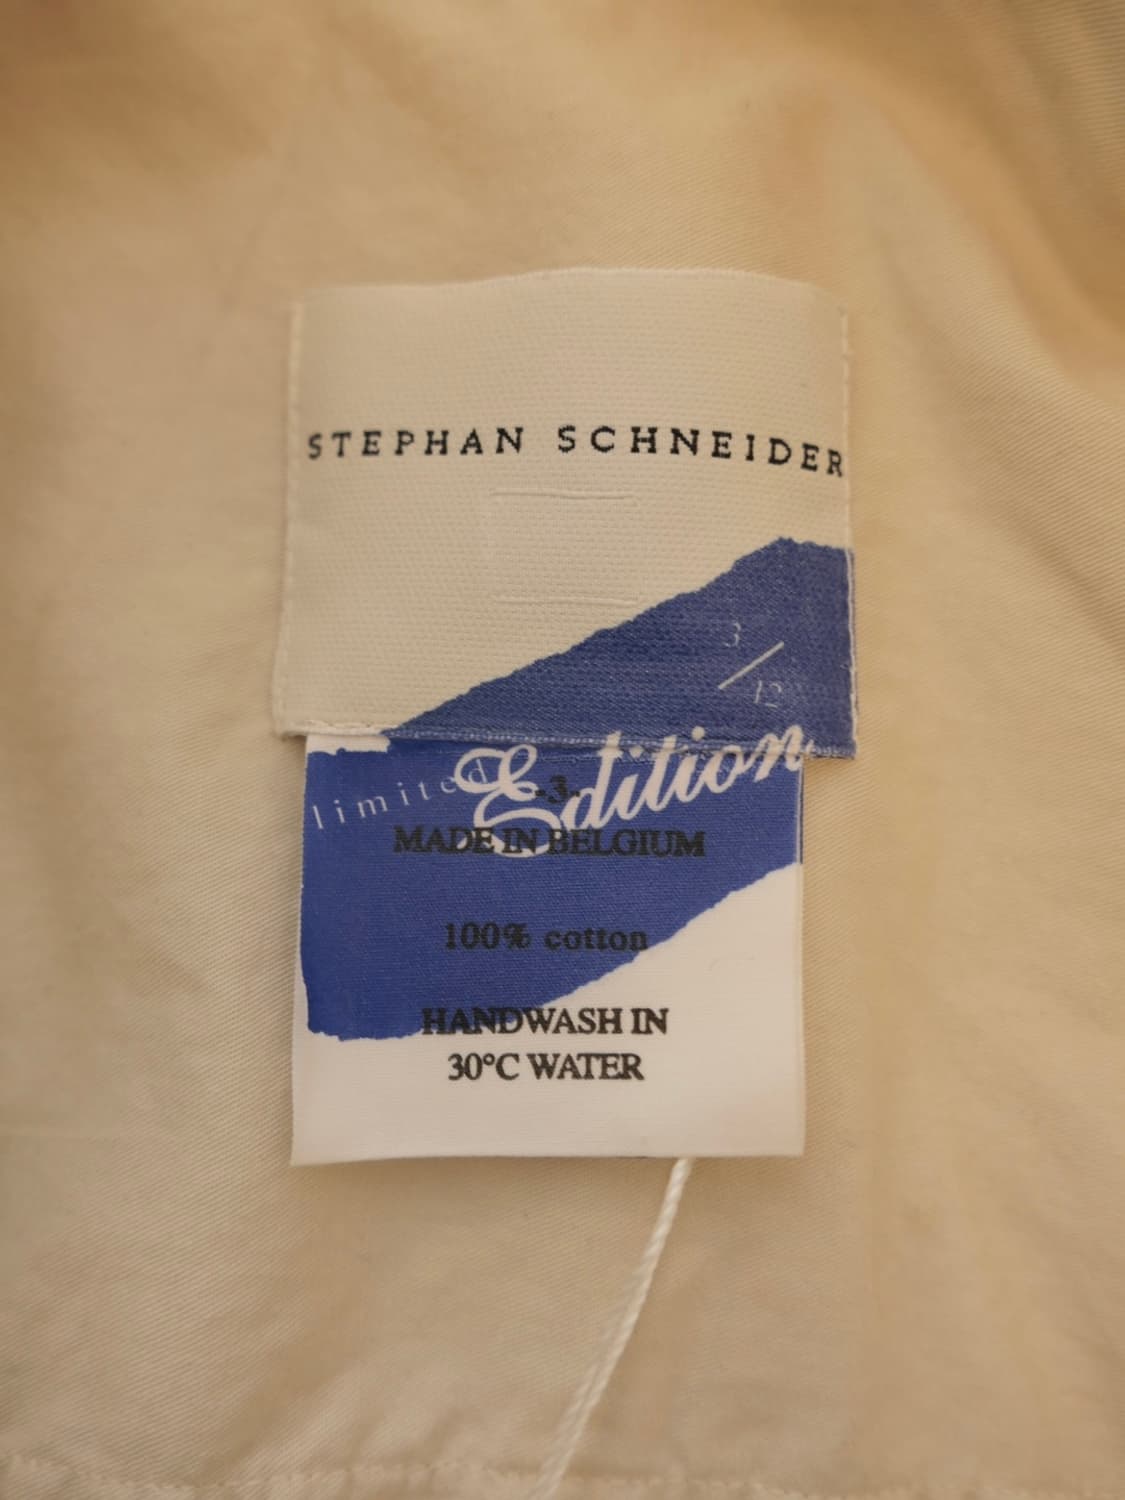 STEPHAN SCHNEIDER
3/12
limited Edition
-3-
MADE IN BELGIUM
100% cotton
HANDWASH IN
30°C WATER